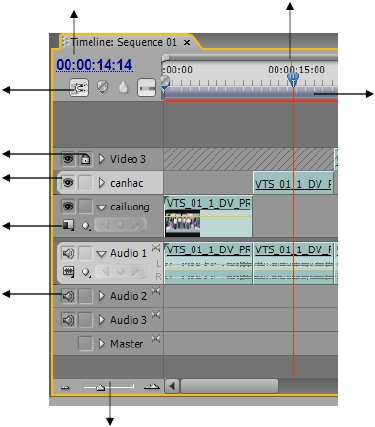 Timeline: Sequence 01 ×
00:00:14:14
:00:00
00:00:15:00
Video 3
canhac
VTS_01_1_DV_F
cailuong
VTS_01_1_DV_PR
Audio 1
L
R
VTS_01_1_DV_PR
VTS_01_1_DV_PR
Audio 2
Audio 3
Master